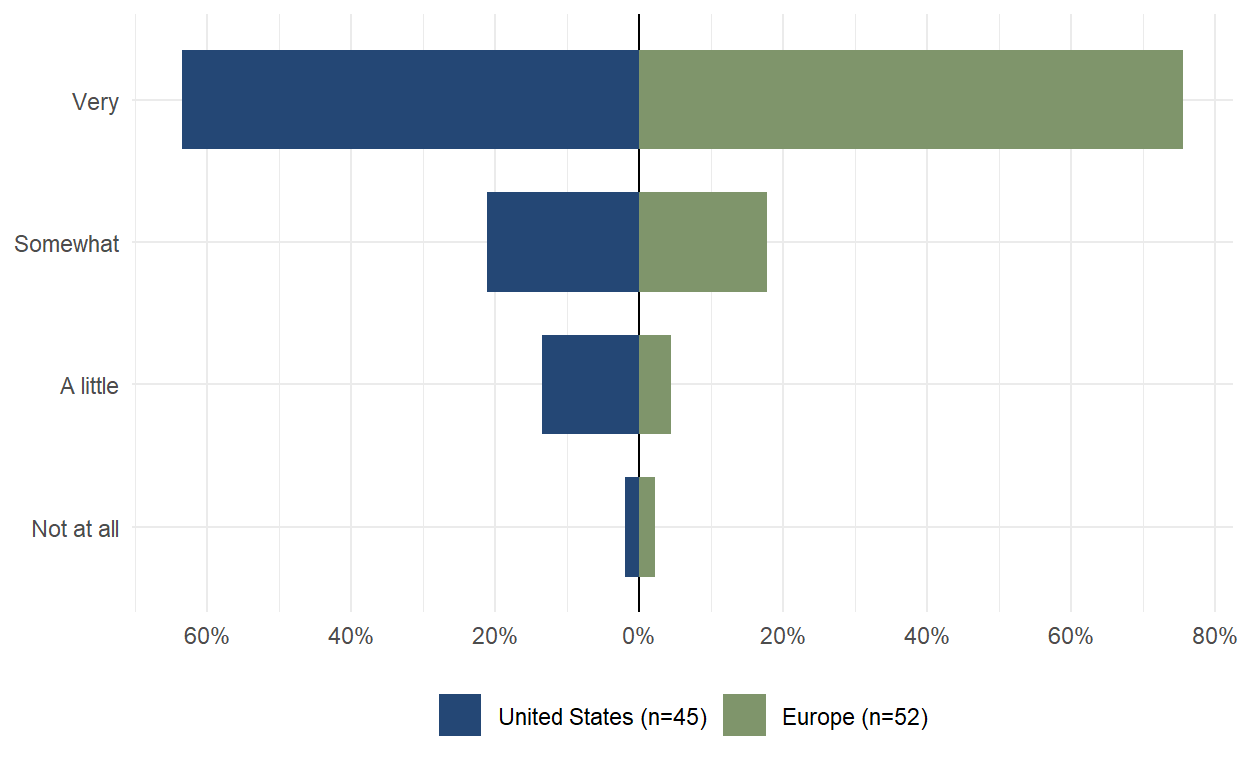 Very
Somewhat
A little
Not at all
60% 40% 20% 0% 20% 40% 60% 80%
United States (n=45) Europe (n=52)